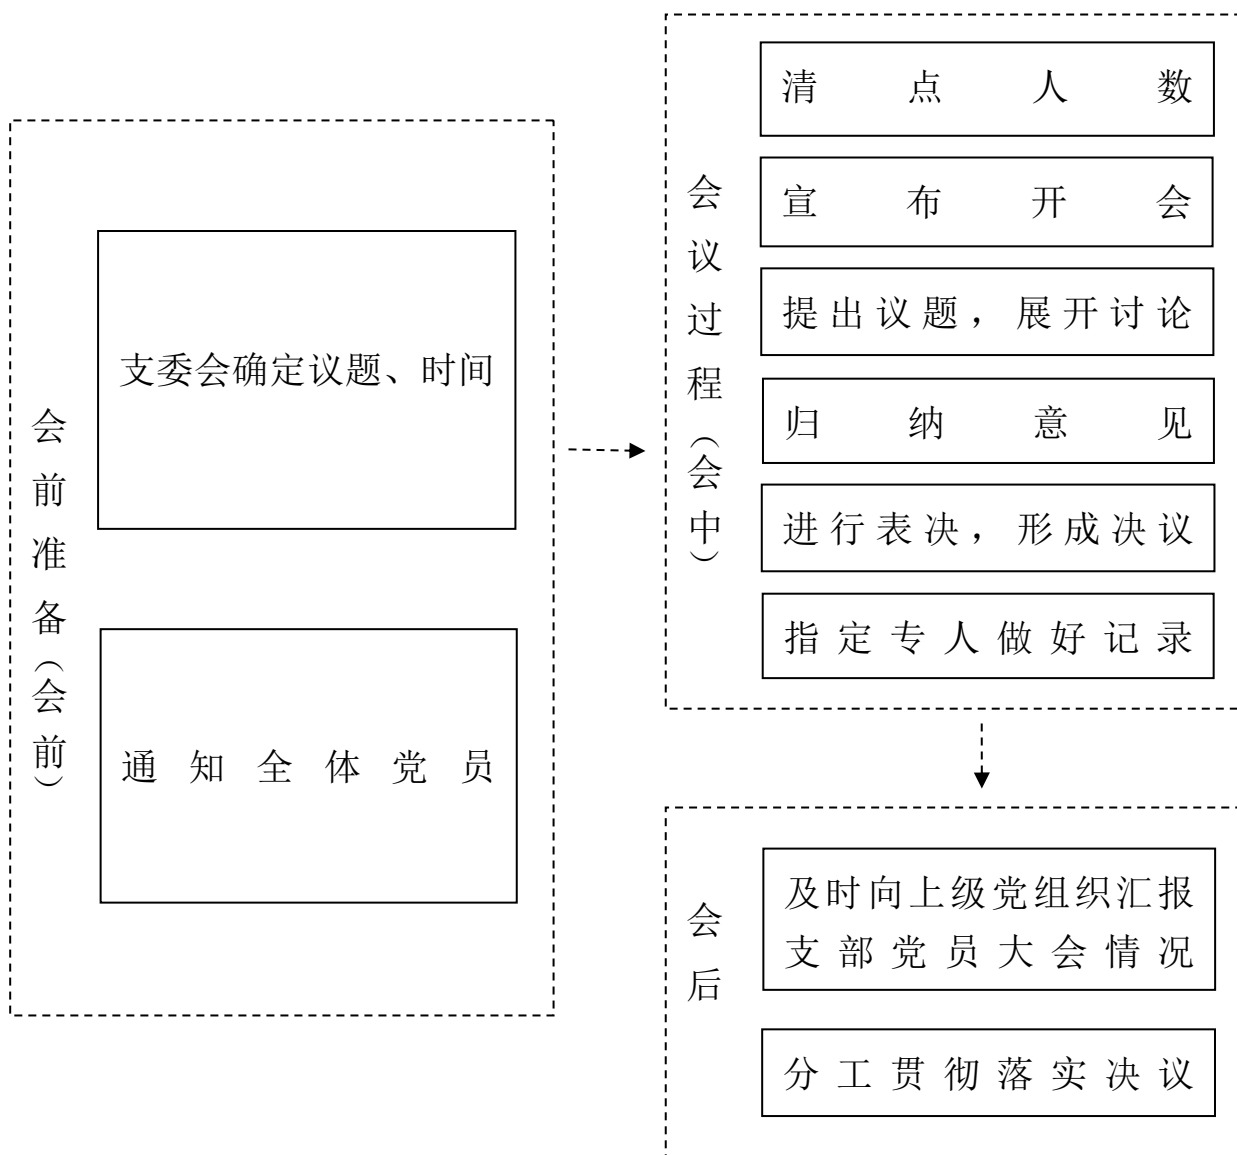 会前准备（会前）
支委会确定议题、时间
通知全体党员
会议过程（会中）
清点人数
宣布开会
提出议题，展开讨论
归纳意见
进行表决，形成决议
指定专人做好记录
会后
及时向上级党组织汇报
支部党员大会情况
分工贯彻落实决议